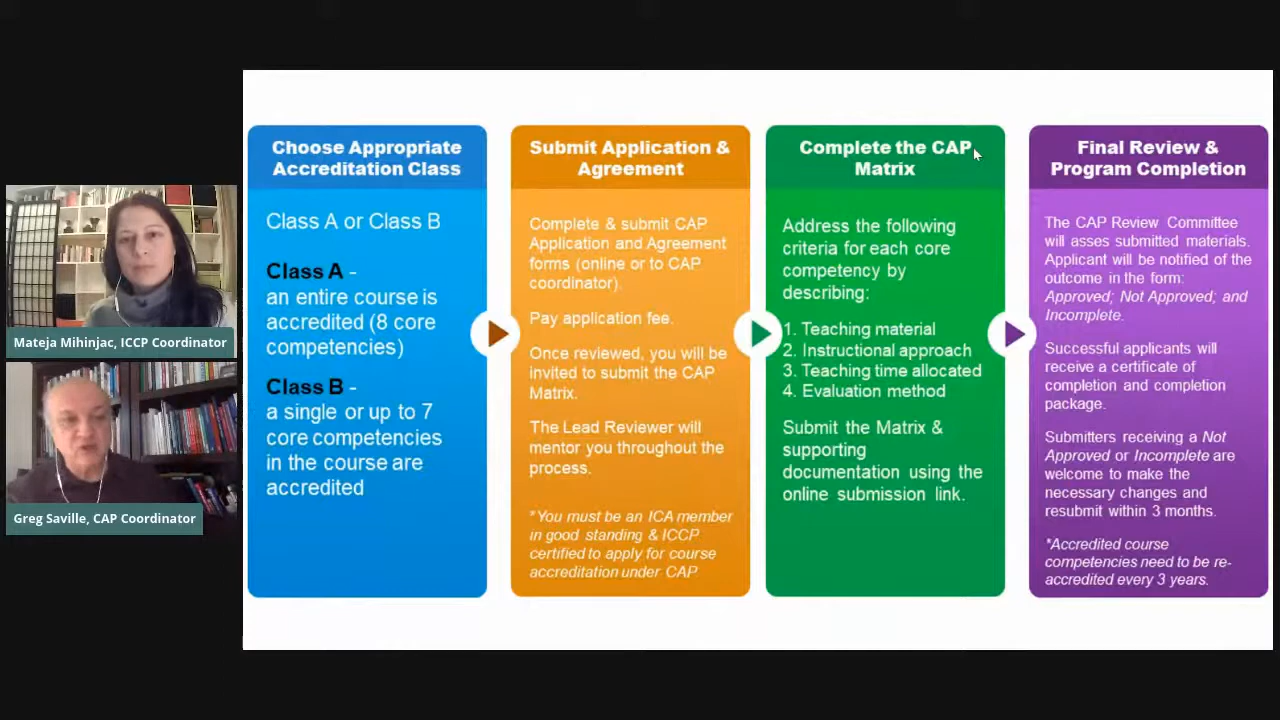 Mateja Mihinjac, ICCP Coordinator
Greg Saville, CAP Coordinator
Choose Appropriate
Accreditation Class
Class A or Class B
Class A -
an entire course is
accredited (8 core
competencies)
Class B -
a single or up to 7
core competencies
in the course are
accredited
Submit Application &
Agreement
Complete & submit CAP
Application and Agreement
forms (online or to CAP
coordinator).
Pay application fee.
Once reviewed, you will be
invited to submit the CAP
Matrix.
The Lead Reviewer will
mentor you throughout the
process.
*You must be an ICA member
in good standing & ICCP
certified to apply for course
accreditation under CAP
Complete the CAP
Matrix
Address the following
criteria for each core
competency by
describing:
1. Teaching material
2. Instructional approach
3. Teaching time allocated
4. Evaluation method
Submit the Matrix &
supporting
documentation using the
online submission link.
Final Review &
Program Completion
The CAP Review Committee
will asses submitted materials.
Applicant will be notified of the
outcome in the form:
Approved; Not Approved; and
Incomplete.
Successful applicants will
receive a certificate of
completion and completion
package.
Submitters receiving a Not
Approved or Incomplete are
welcome to make the
necessary changes and
resubmit within 3 months.
*Accredited course
competencies need to be re-
accredited every 3 years.